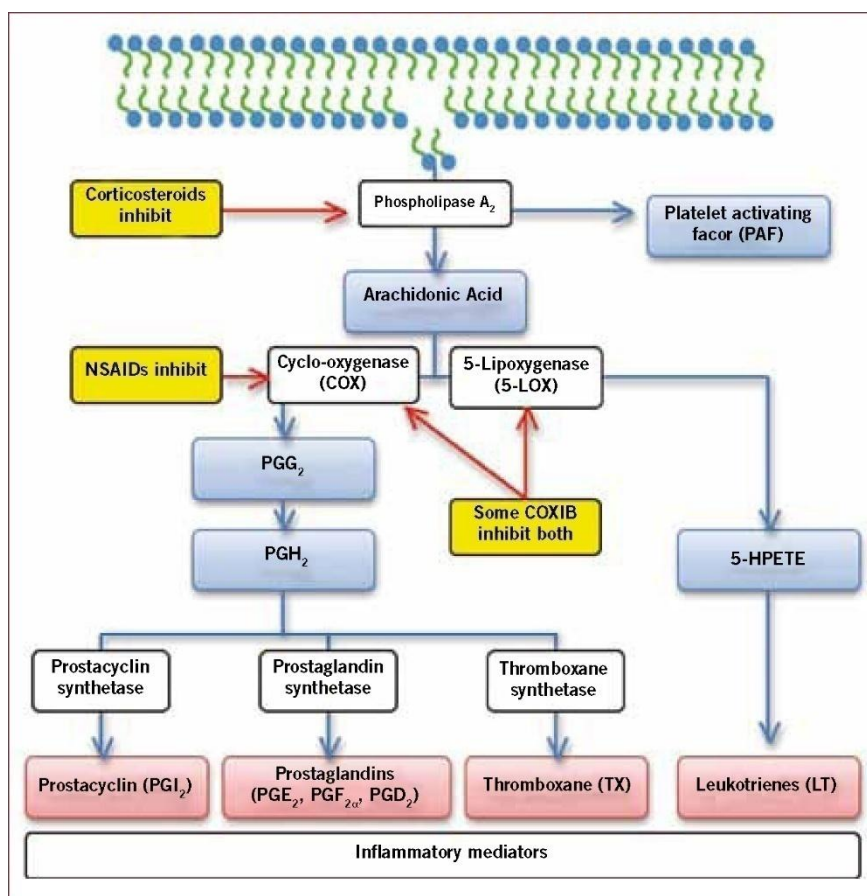 Corticosteroids
inhibit
Phospholipase A₂
Platelet activating
facor (PAF)
Arachidonic Acid
NSAIDs inhibit
Cyclo-oxygenase
(COX)
5-Lipoxygenase
(5-LOX)
PGG₂
Some COXIB
inhibit both
PGH₂
5-HPETE
Prostacyclin
synthetase
Prostaglandin
synthetase
Thromboxane
synthetase
Prostacyclin (PGI₂)
Prostaglandins
(PGE₂, PGF₂α, PGD₂)
Thromboxane (TX)
Leukotrienes (LT)
Inflammatory mediators